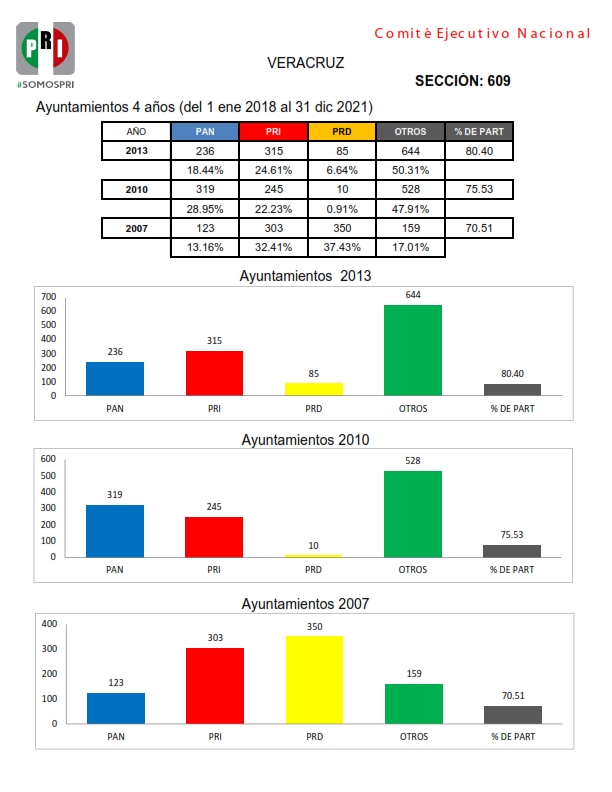 Comité Ejecutivo Nacional
PRI
#SOMOSPRI
VERACRUZ
SECCIÓN: 609
Ayuntamientos 4 años (del 1 ene 2018 al 31 dic 2021)
AÑO PAN PRI PRD OTROS % DE PART
2013 236 315 85 644 80.40
18.44% 24.61% 6.64% 50.31%
2010 319 245 10 528 75.53
28.95% 22.23% 0.91% 47.91%
2007 123 303 350 159 70.51
13.16% 32.41% 37.43% 17.01%
Ayuntamientos 2013
700
600
500
400
300
200
100
0
236 315 85 644 80.40
PAN PRI PRD OTROS % DE PART
Ayuntamientos 2010
600
500
400
300
200
100
0
319 245 10 528 75.53
PAN PRI PRD OTROS % DE PART
Ayuntamientos 2007
400
300
200
100
0
123 303 350 159 70.51
PAN PRI PRD OTROS % DE PART